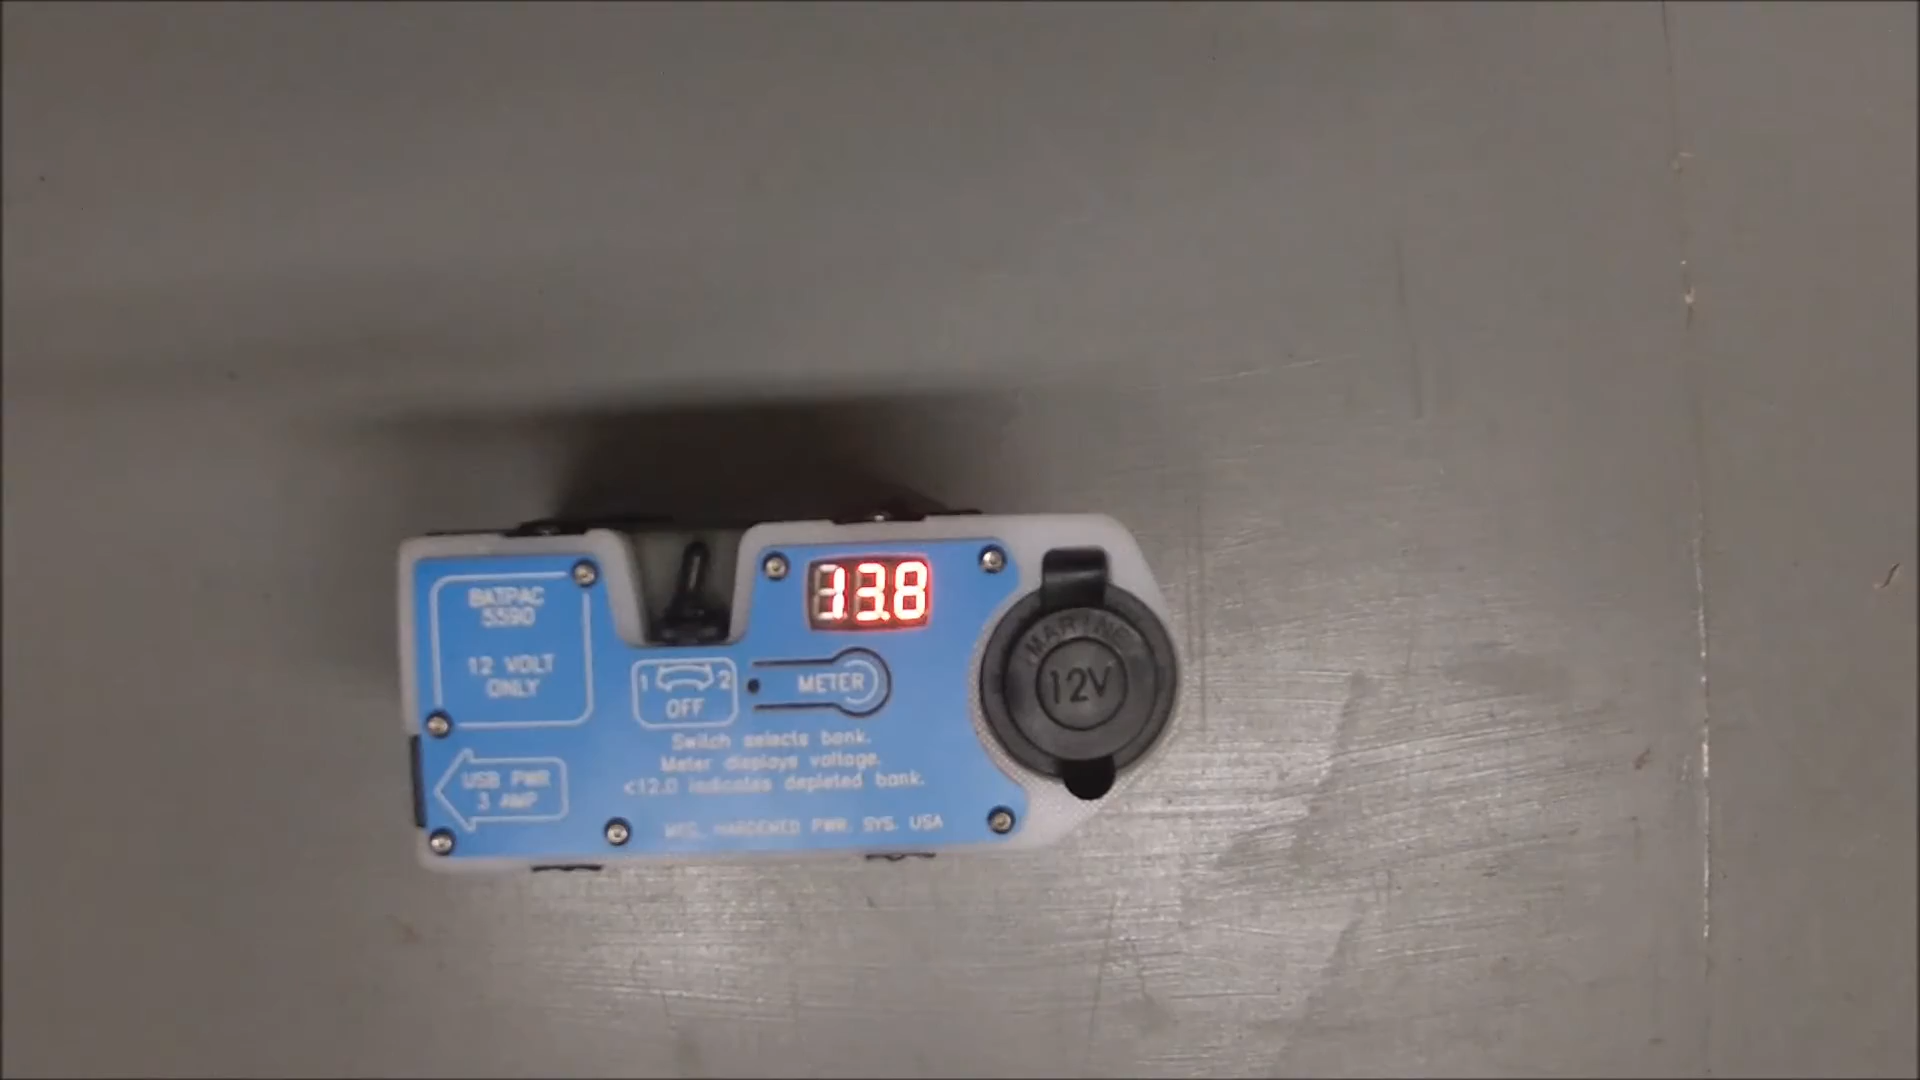 BATPAC
5590
12 VOLT
ONLY
13.8
1 2
OFF
METER
MARINE
12V
Switch selects bank.
Meter displays voltage.
<12.0 indicates depleted bank.
USB PWR
3 AMP
MFG. HARDENED PWR. SYS. USA